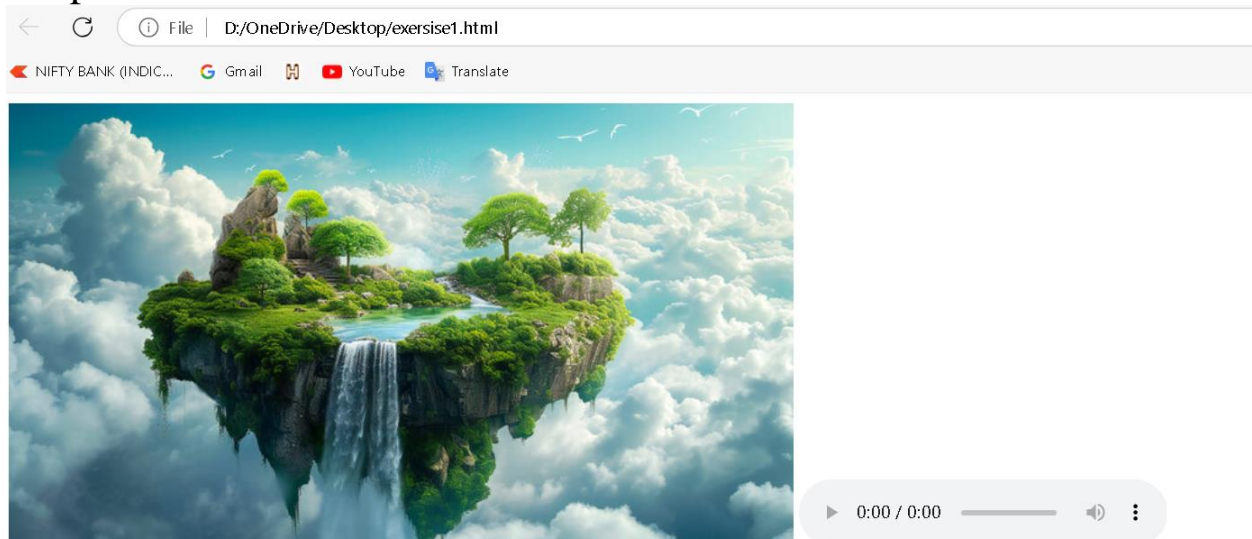 File D:/OneDrive/Desktop/exersise1.html
NIFTY BANK (INDIC... Gmail YouTube Translate
0:00 / 0:00